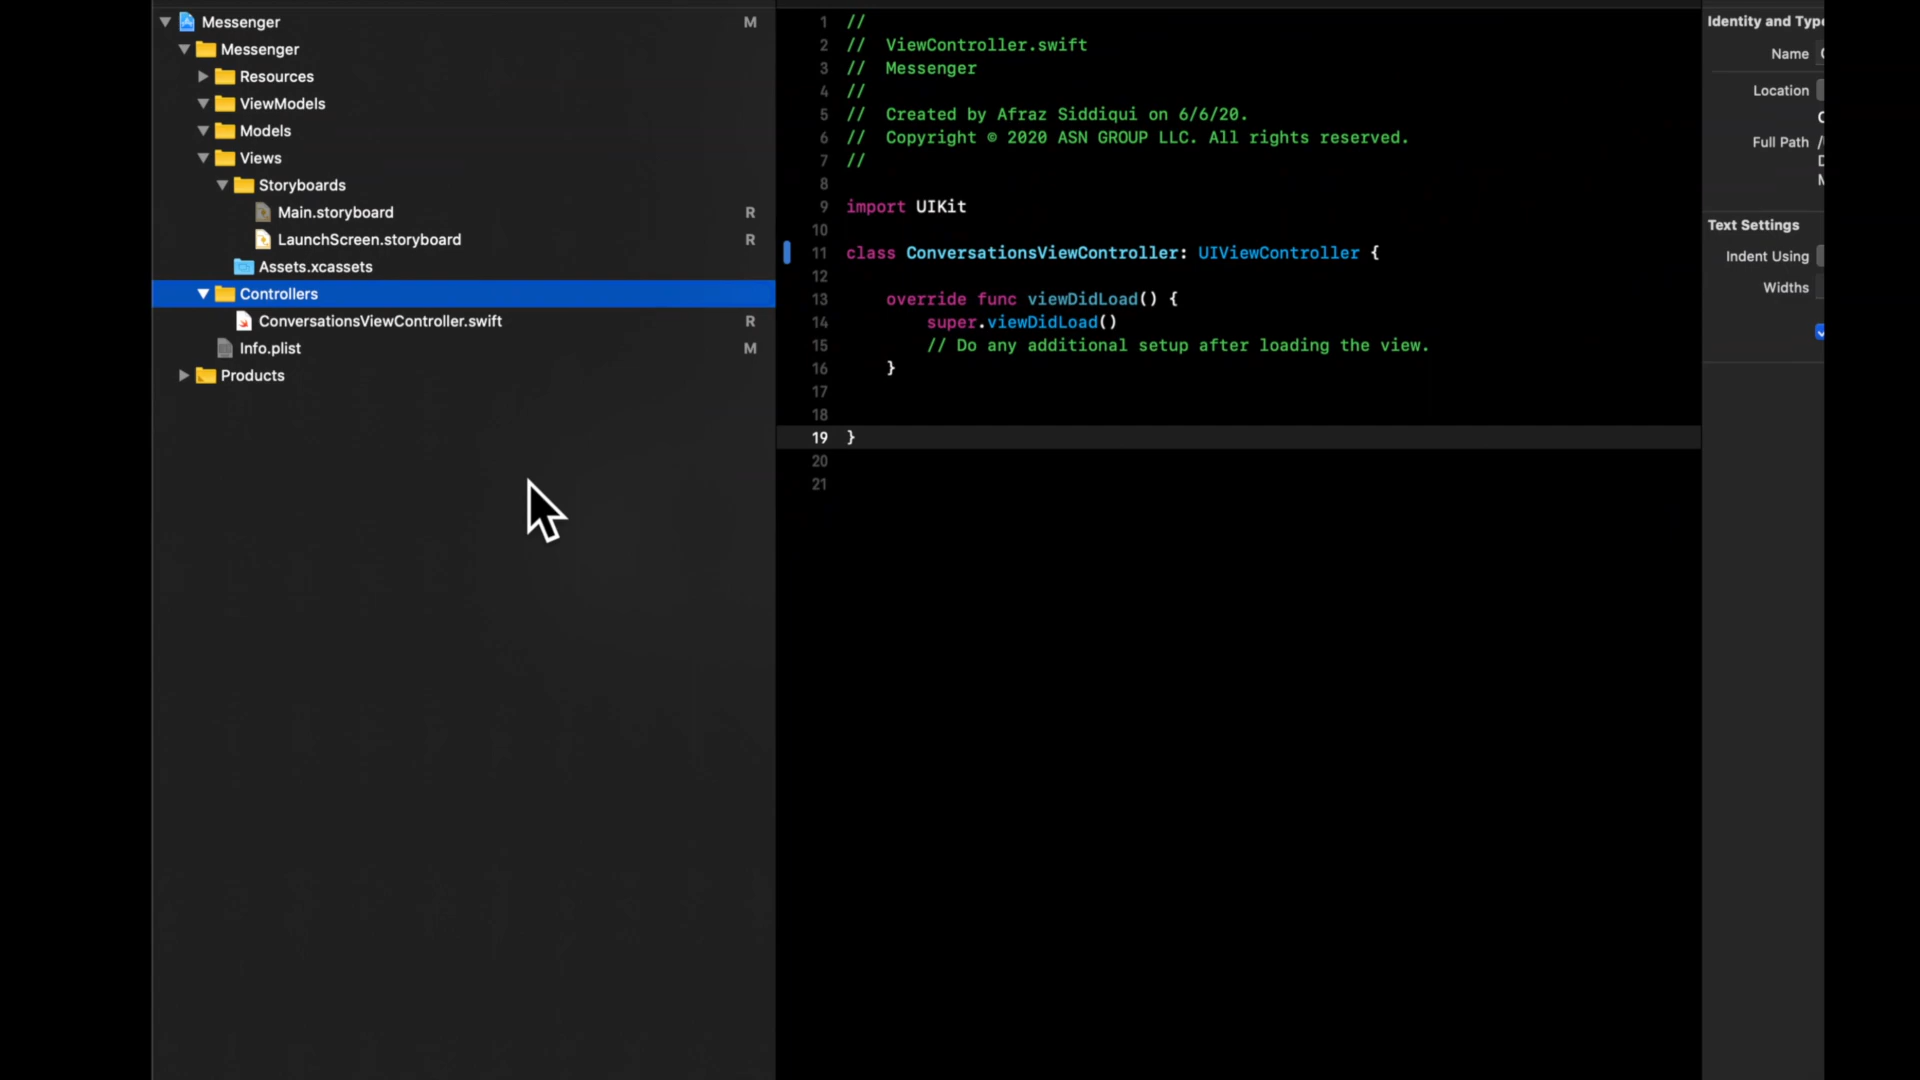 Messenger M
Messenger
Resources
ViewModels
Models
Views
Storyboards
Main.storyboard R
LaunchScreen.storyboard R
Assets.xcassets
Controllers
ConversationsViewController.swift R
Info.plist M
Products
1 //
2 // ViewController.swift
3 // Messenger
4 //
5 // Created by Afraz Siddiqui on 6/6/20.
6 // Copyright © 2020 ASN GROUP LLC. All rights reserved.
7 //
8
9 import UIKit
10
11 class ConversationsViewController: UIViewController {
12
13 override func viewDidLoad() {
14 super.viewDidLoad()
15 // Do any additional setup after loading the view.
16 }
17
18
19 }
20
21
Identity and
Name
Location
Full Path
Text Settings
Indent Using
Widths